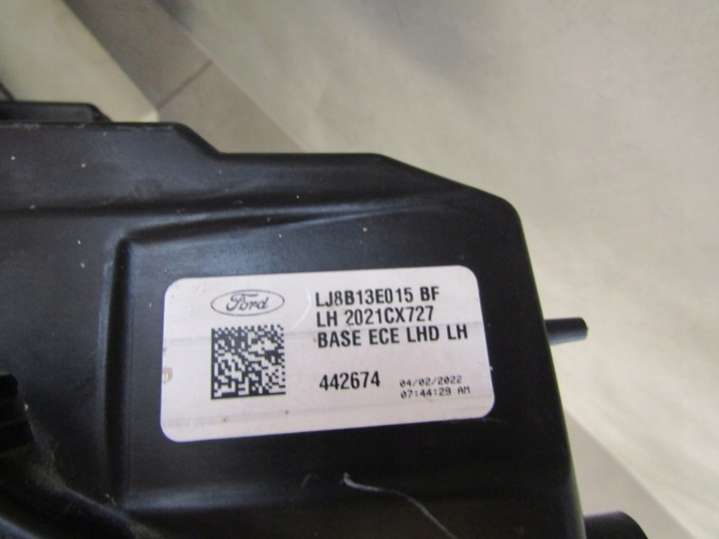 Ford
LJ8B13E015 BF
LH 2021CX727
BASE ECE LHD LH
442674 04/02/2022
07:44:29 AM